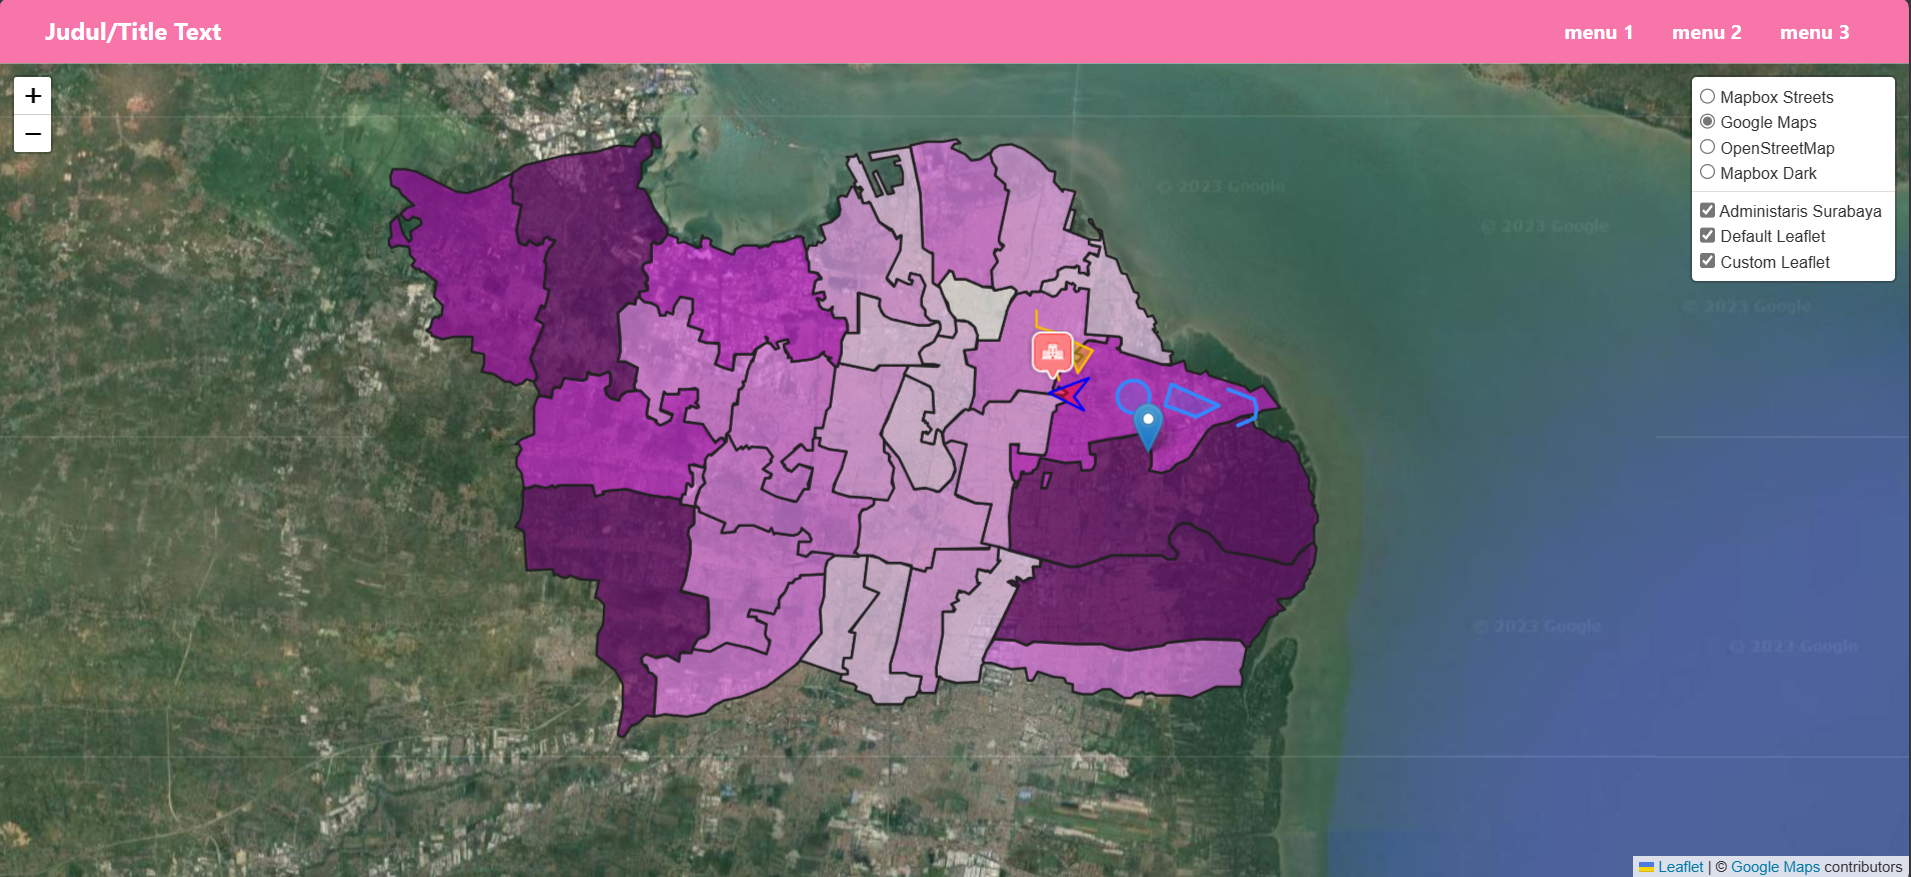 Judul/Title Text
menu 1
menu 2
menu 3
+
−
Mapbox Streets
Google Maps
OpenStreetMap
Mapbox Dark
Administaris Surabaya
Default Leaflet
Custom Leaflet
© 2023 Google
© 2023 Google
© 2023 Google
© 2023 Google
© 2023 Google
Leaflet | © Google Maps contributors